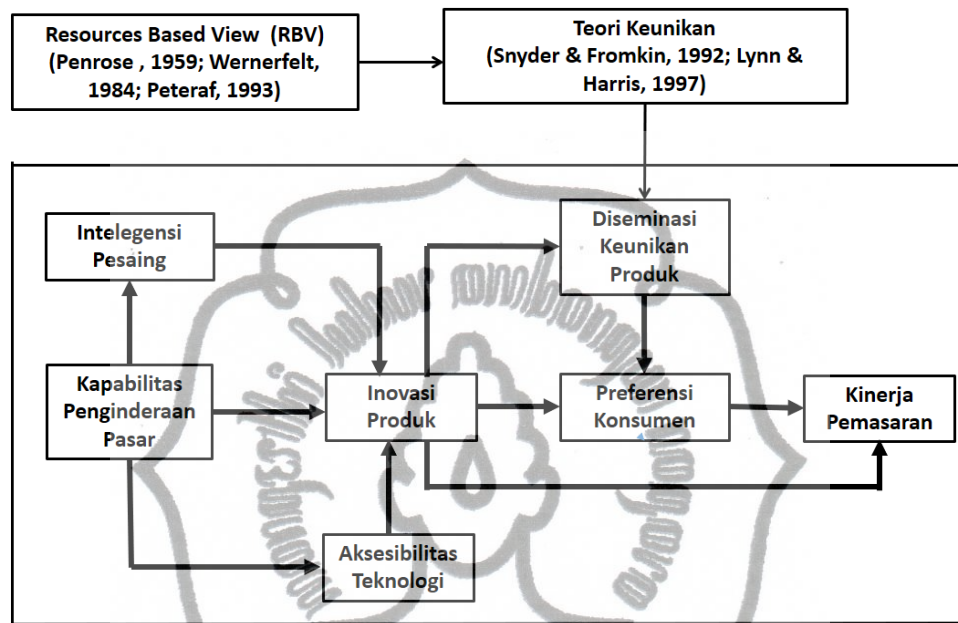 Resources Based View (RBV)
(Penrose , 1959; Wernerfelt,
1984; Peteraf, 1993)
Teori Keunikan
(Snyder & Fromkin, 1992; Lynn &
Harris, 1997)
Intelegensi
Pesaing
Diseminasi
Keunikan
Produk
Kapabilitas
Penginderaan
Pasar
Inovasi
Produk
Preferensi
Konsumen
Kinerja
Pemasaran
Aksesibilitas
Teknologi